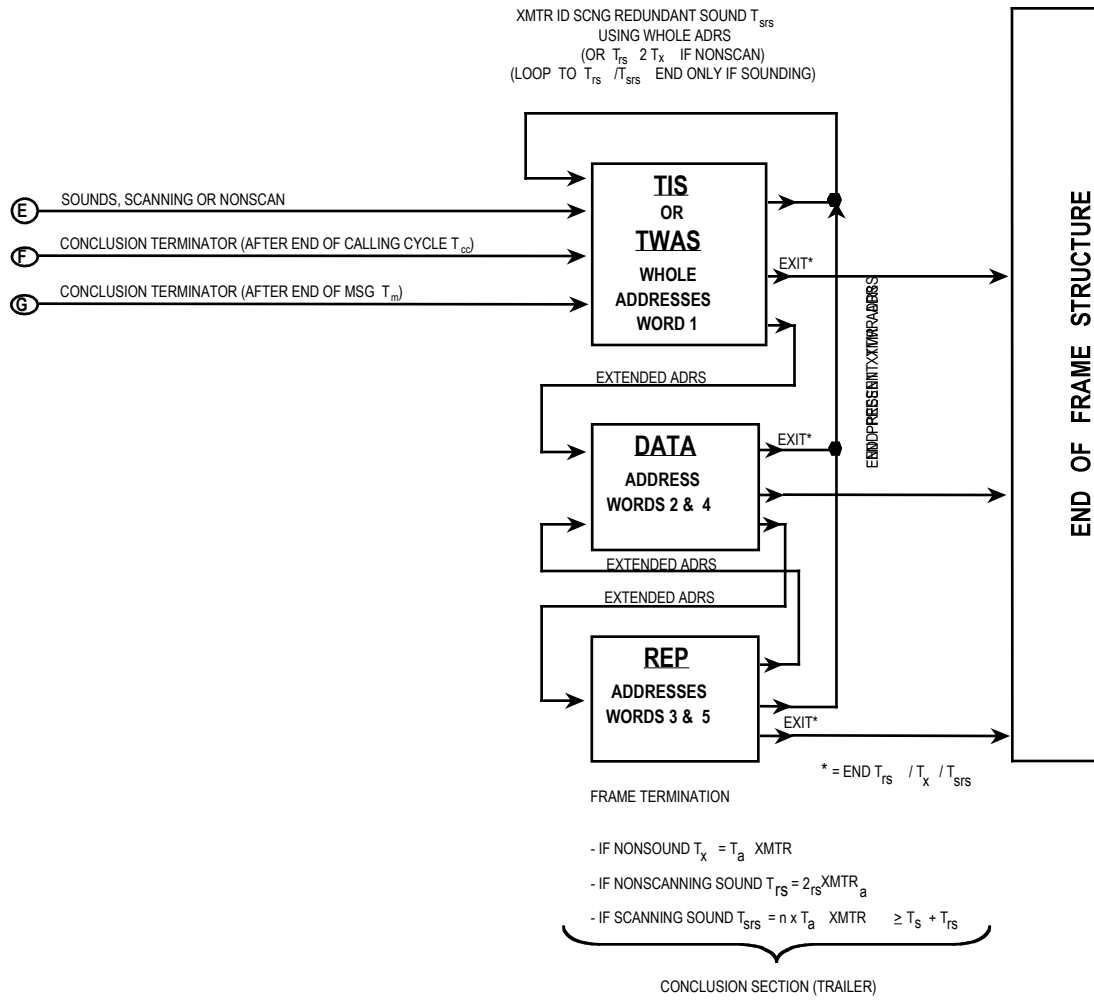 XMTR ID SCNG REDUNDANT SOUND Tsrs
USING WHOLE ADRS
(OR Trs 2 Tx IF NONSCAN)
(LOOP TO Trs /Tsrs END ONLY IF SOUNDING)
E
SOUNDS, SCANNING OR NONSCAN
F
CONCLUSION TERMINATOR (AFTER END OF CALLING CYCLE Tcc)
G
CONCLUSION TERMINATOR (AFTER END OF MSG Tm)
TIS
OR
TWAS
WHOLE
ADDRESSES
WORD 1
EXIT*
EXTENDED ADRS
DATA
ADDRESS
WORDS 2 & 4
EXIT*
EXTENDED ADRS
EXTENDED ADRS
REP
ADDRESSES
WORDS 3 & 5
EXIT*
END OF FRAME STRUCTURE
* = END Trs / Tx / Tsrs
FRAME TERMINATION
- IF NONSOUND Tx = Ta XMTR
- IF NONSCANNING SOUND Trs = 2rsXMTRa
- IF SCANNING SOUND Tsrs = n x Ta XMTR ≥ Ts + Trs
CONCLUSION SECTION (TRAILER)